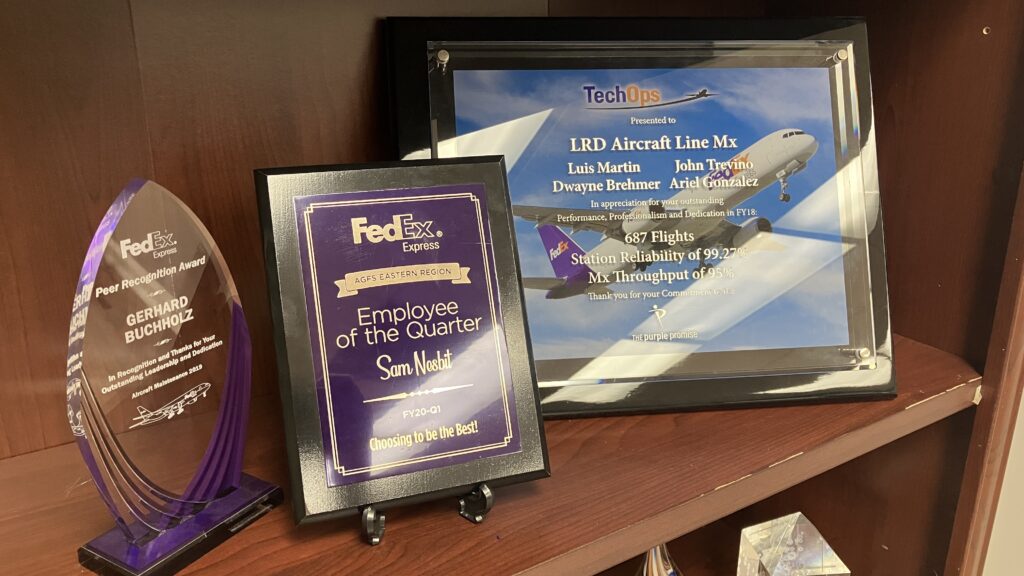 FedEx®
Express
Peer Recognition Award
GERHARD
BUCHHOLZ
In Recognition and Thanks for Your
Outstanding Leadership and Dedication
Aircraft Maintenance 2019
FedEx®
Express
AGFS EASTERN REGION
Employee
of the Quarter
Sam Nesbit
FY20-Q1
Choosing to be the Best!
TechOps
Presented to
LRD Aircraft Line Mx
Luis Martin John Trevino
Dwayne Brehmer Ariel Gonzalez
In appreciation for your outstanding
Performance, Professionalism and Dedication in FY18:
687 Flights
Station Reliability of 99.27%
Mx Throughput of 95%
Thank you for your Commitment
THE purple promise
FedEx
FedEx